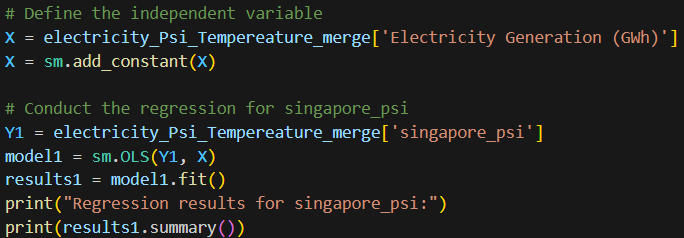 # Define the independent variable
X = electricity_Psi_Tempereature_merge['Electricity Generation (GWh)']
X = sm.add_constant(X)

# Conduct the regression for singapore_psi
Y1 = electricity_Psi_Tempereature_merge['singapore_psi']
model1 = sm.OLS(Y1, X)
results1 = model1.fit()
print("Regression results for singapore_psi:")
print(results1.summary())